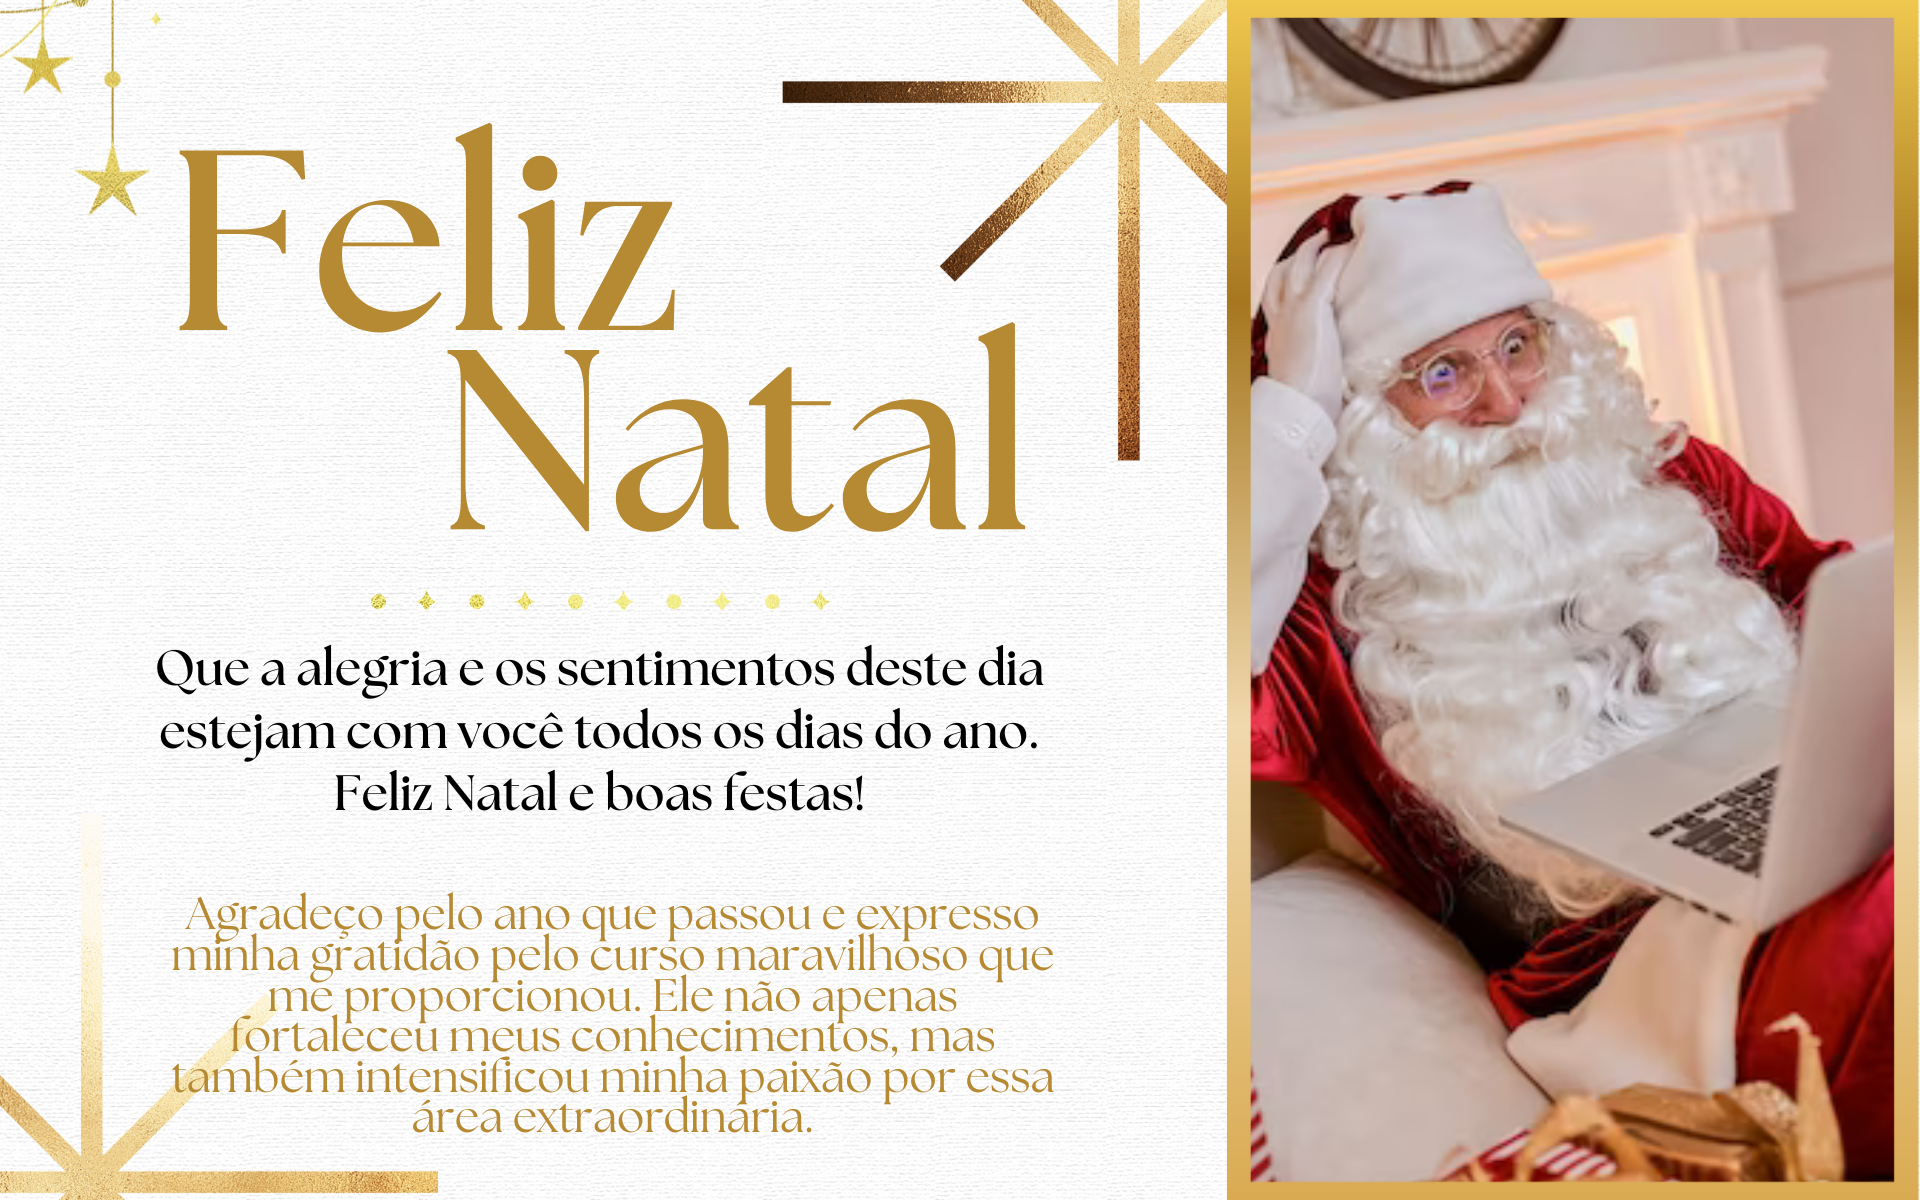 Feliz
Natal
Que a alegria e os sentimentos deste dia
estejam com você todos os dias do ano.
Feliz Natal e boas festas!
Agradeço pelo ano que passou e expresso
minha gratidão pelo curso maravilhoso que
me proporcionou. Ele não apenas
fortaleceu meus conhecimentos, mas
também intensificou minha paixão por essa
área extraordinária.